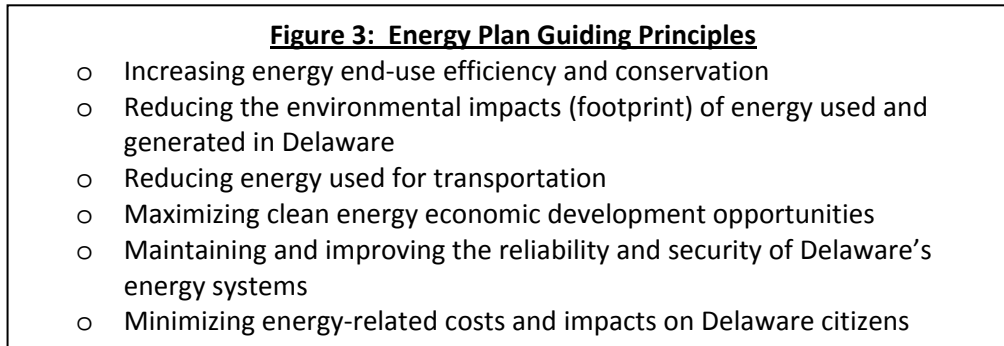 Figure 3:  Energy Plan Guiding Principles
o Increasing energy end-use efficiency and conservation
o Reducing the environmental impacts (footprint) of energy used and
generated in Delaware
o Reducing energy used for transportation
o Maximizing clean energy economic development opportunities
o Maintaining and improving the reliability and security of Delaware’s
energy systems
o Minimizing energy-related costs and impacts on Delaware citizens